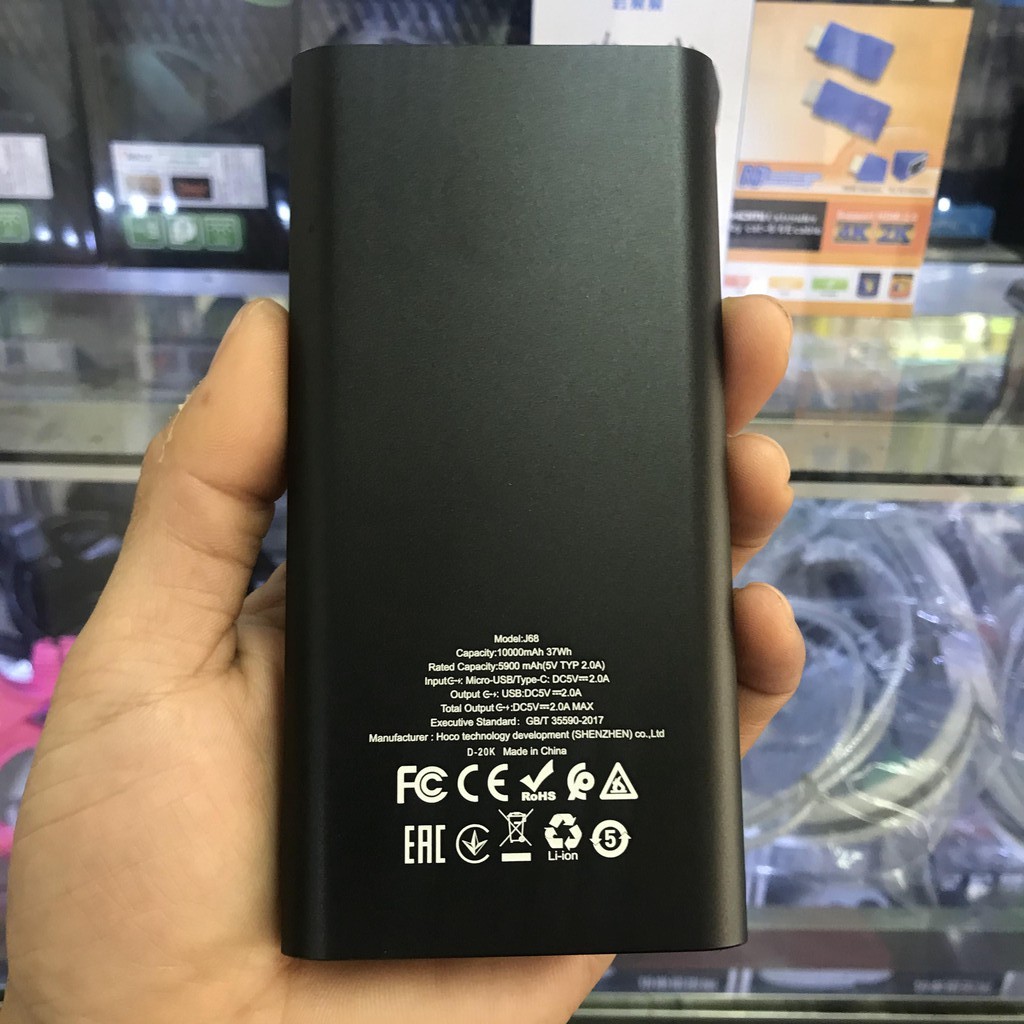 Model:J68
Capacity:10000mAh 37Wh
Rated Capacity:5900 mAh(5V TYP 2.0A)
Input: Micro-USB/Type-C: DC5V⎓2.0A
Output: USB:DC5V⎓2.0A
Total Output:DC5V⎓2.0A MAX
Executive Standard: GB/T 35590-2017
Manufacturer : Hoco technology development (SHENZHEN) co.,Ltd
D-20K Made in China
FC CE RoHS 6
EAC Li-ion 5